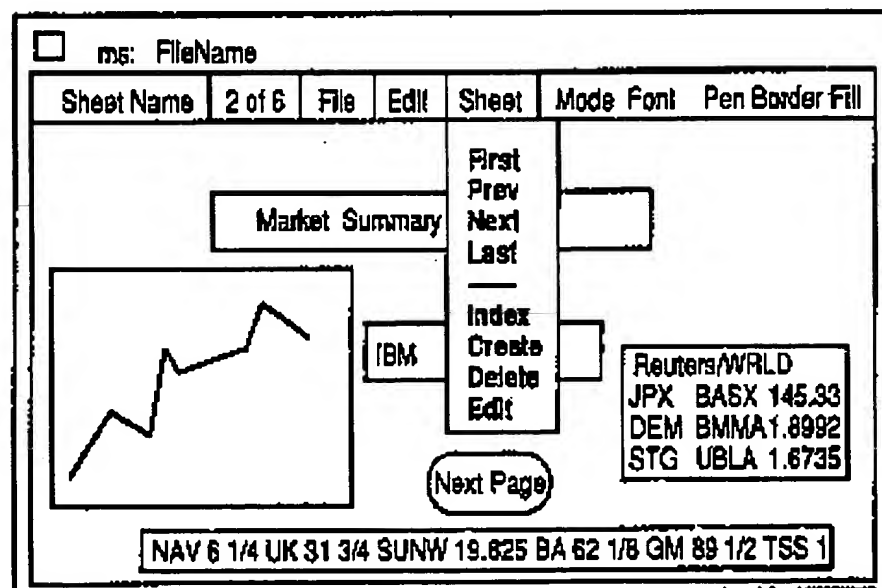 ms: FileName
Sheet Name 2 of 6 File Edit Sheet Mode Font Pen Border Fill
First
Prev
Market Summary Next
Last
Index
IBM Create
Delete
Edit
Reuters/WRLD
JPX BASX 145.93
DEM BMMA 1.8992
STG UBLA 1.6735
Next Page
NAV 6 1/4 UK 31 3/4 SUNW 19.625 BA 62 1/8 GM 89 1/2 TSS 1